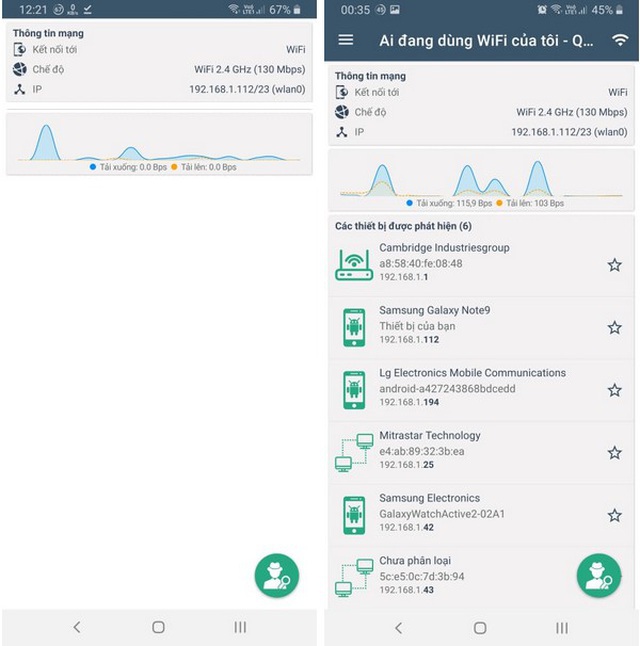 12:21
67%
Thông tin mạng
Kết nối tới WiFi
Chế độ WiFi 2.4 GHz (130 Mbps)
IP 192.168.1.112/23 (wlan0)
Tải xuống: 0.0 Bps Tải lên: 0.0 Bps
00:35
45%
Ai đang dùng WiFi của tôi - Q...
Thông tin mạng
Kết nối tới WiFi
Chế độ WiFi 2.4 GHz (130 Mbps)
IP 192.168.1.112/23 (wlan0)
Tải xuống: 115,9 Bps Tải lên: 103 Bps
Các thiết bị được phát hiện (6)
Cambridge Industriesgroup
a8:58:40:fe:08:48
192.168.1.1
Samsung Galaxy Note9
Thiết bị của bạn
192.168.1.112
Lg Electronics Mobile Communications
android-a427243868bdcedd
192.168.1.194
Mitrastar Technology
e4:ab:89:32:3b:ea
192.168.1.25
Samsung Electronics
GalaxyWatchActive2-02A1
192.168.1.42
Chưa phân loại
5c:e5:0c:7d:3b:94
192.168.1.43